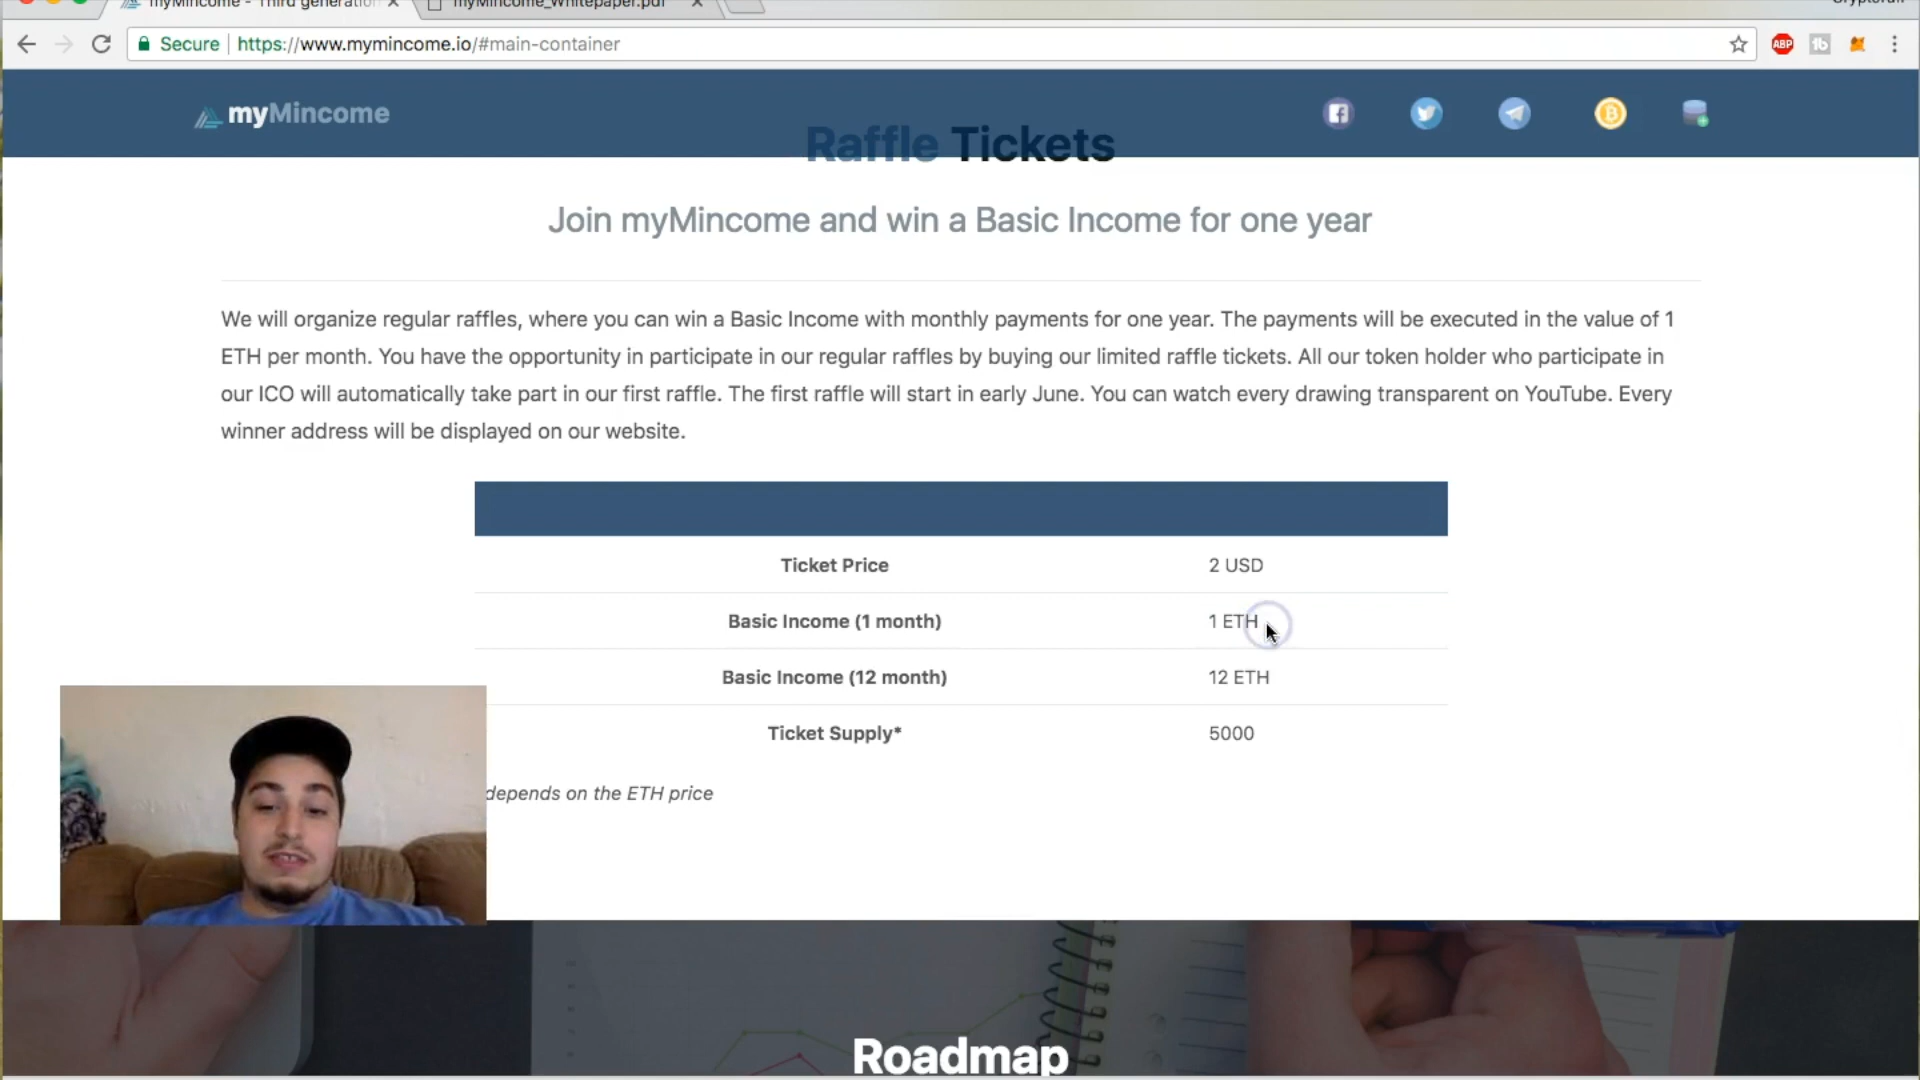 myMincome - Third generation
myMincome_Whitepaper.pdf
Secure
https://www.mymincome.io/#main-container
ABP
myMincome
Raffle Tickets
Join myMincome and win a Basic Income for one year
We will organize regular raffles, where you can win a Basic Income with monthly payments for one year. The payments will be executed in the value of 1
ETH per month. You have the opportunity in participate in our regular raffles by buying our limited raffle tickets. All our token holder who participate in
our ICO will automatically take part in our first raffle. The first raffle will start in early June. You can watch every drawing transparent on YouTube. Every
winner address will be displayed on our website.
Ticket Price 2 USD
Basic Income (1 month) 1 ETH
Basic Income (12 month) 12 ETH
Ticket Supply* 5000
depends on the ETH price
Roadmap